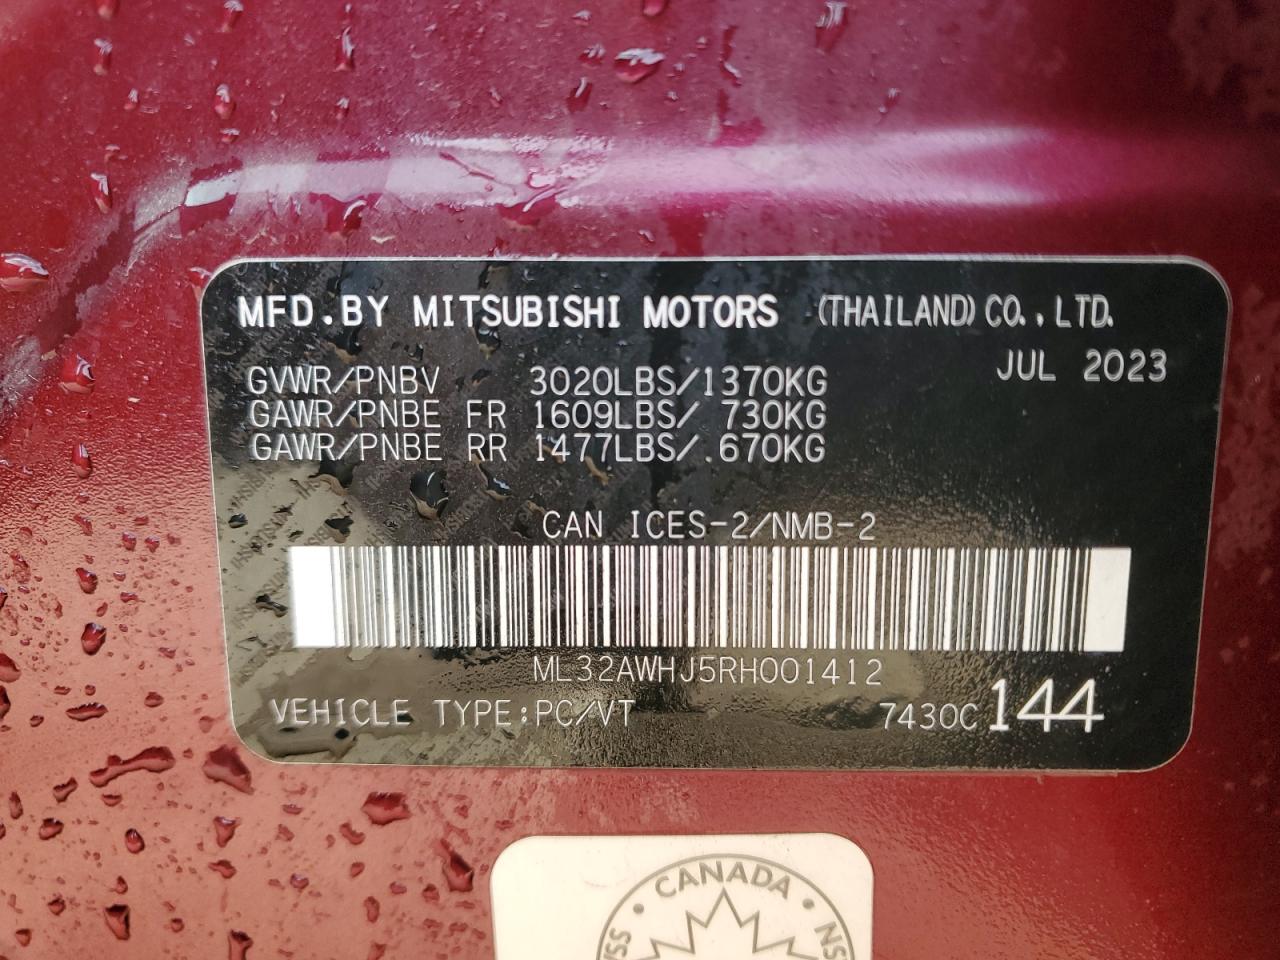 MFD.BY MITSUBISHI MOTORS (THAILAND) CO.,LTD.
JUL 2023
GVWR/PNBV 3020LBS/1370KG
GAWR/PNBE FR 1609LBS/ 730KG
GAWR/PNBE RR 1477LBS/ 670KG
CAN ICES-2/NMB-2
ML32AWHJ5RH001412
VEHICLE TYPE:PC/VT 7430C 144
CANADA